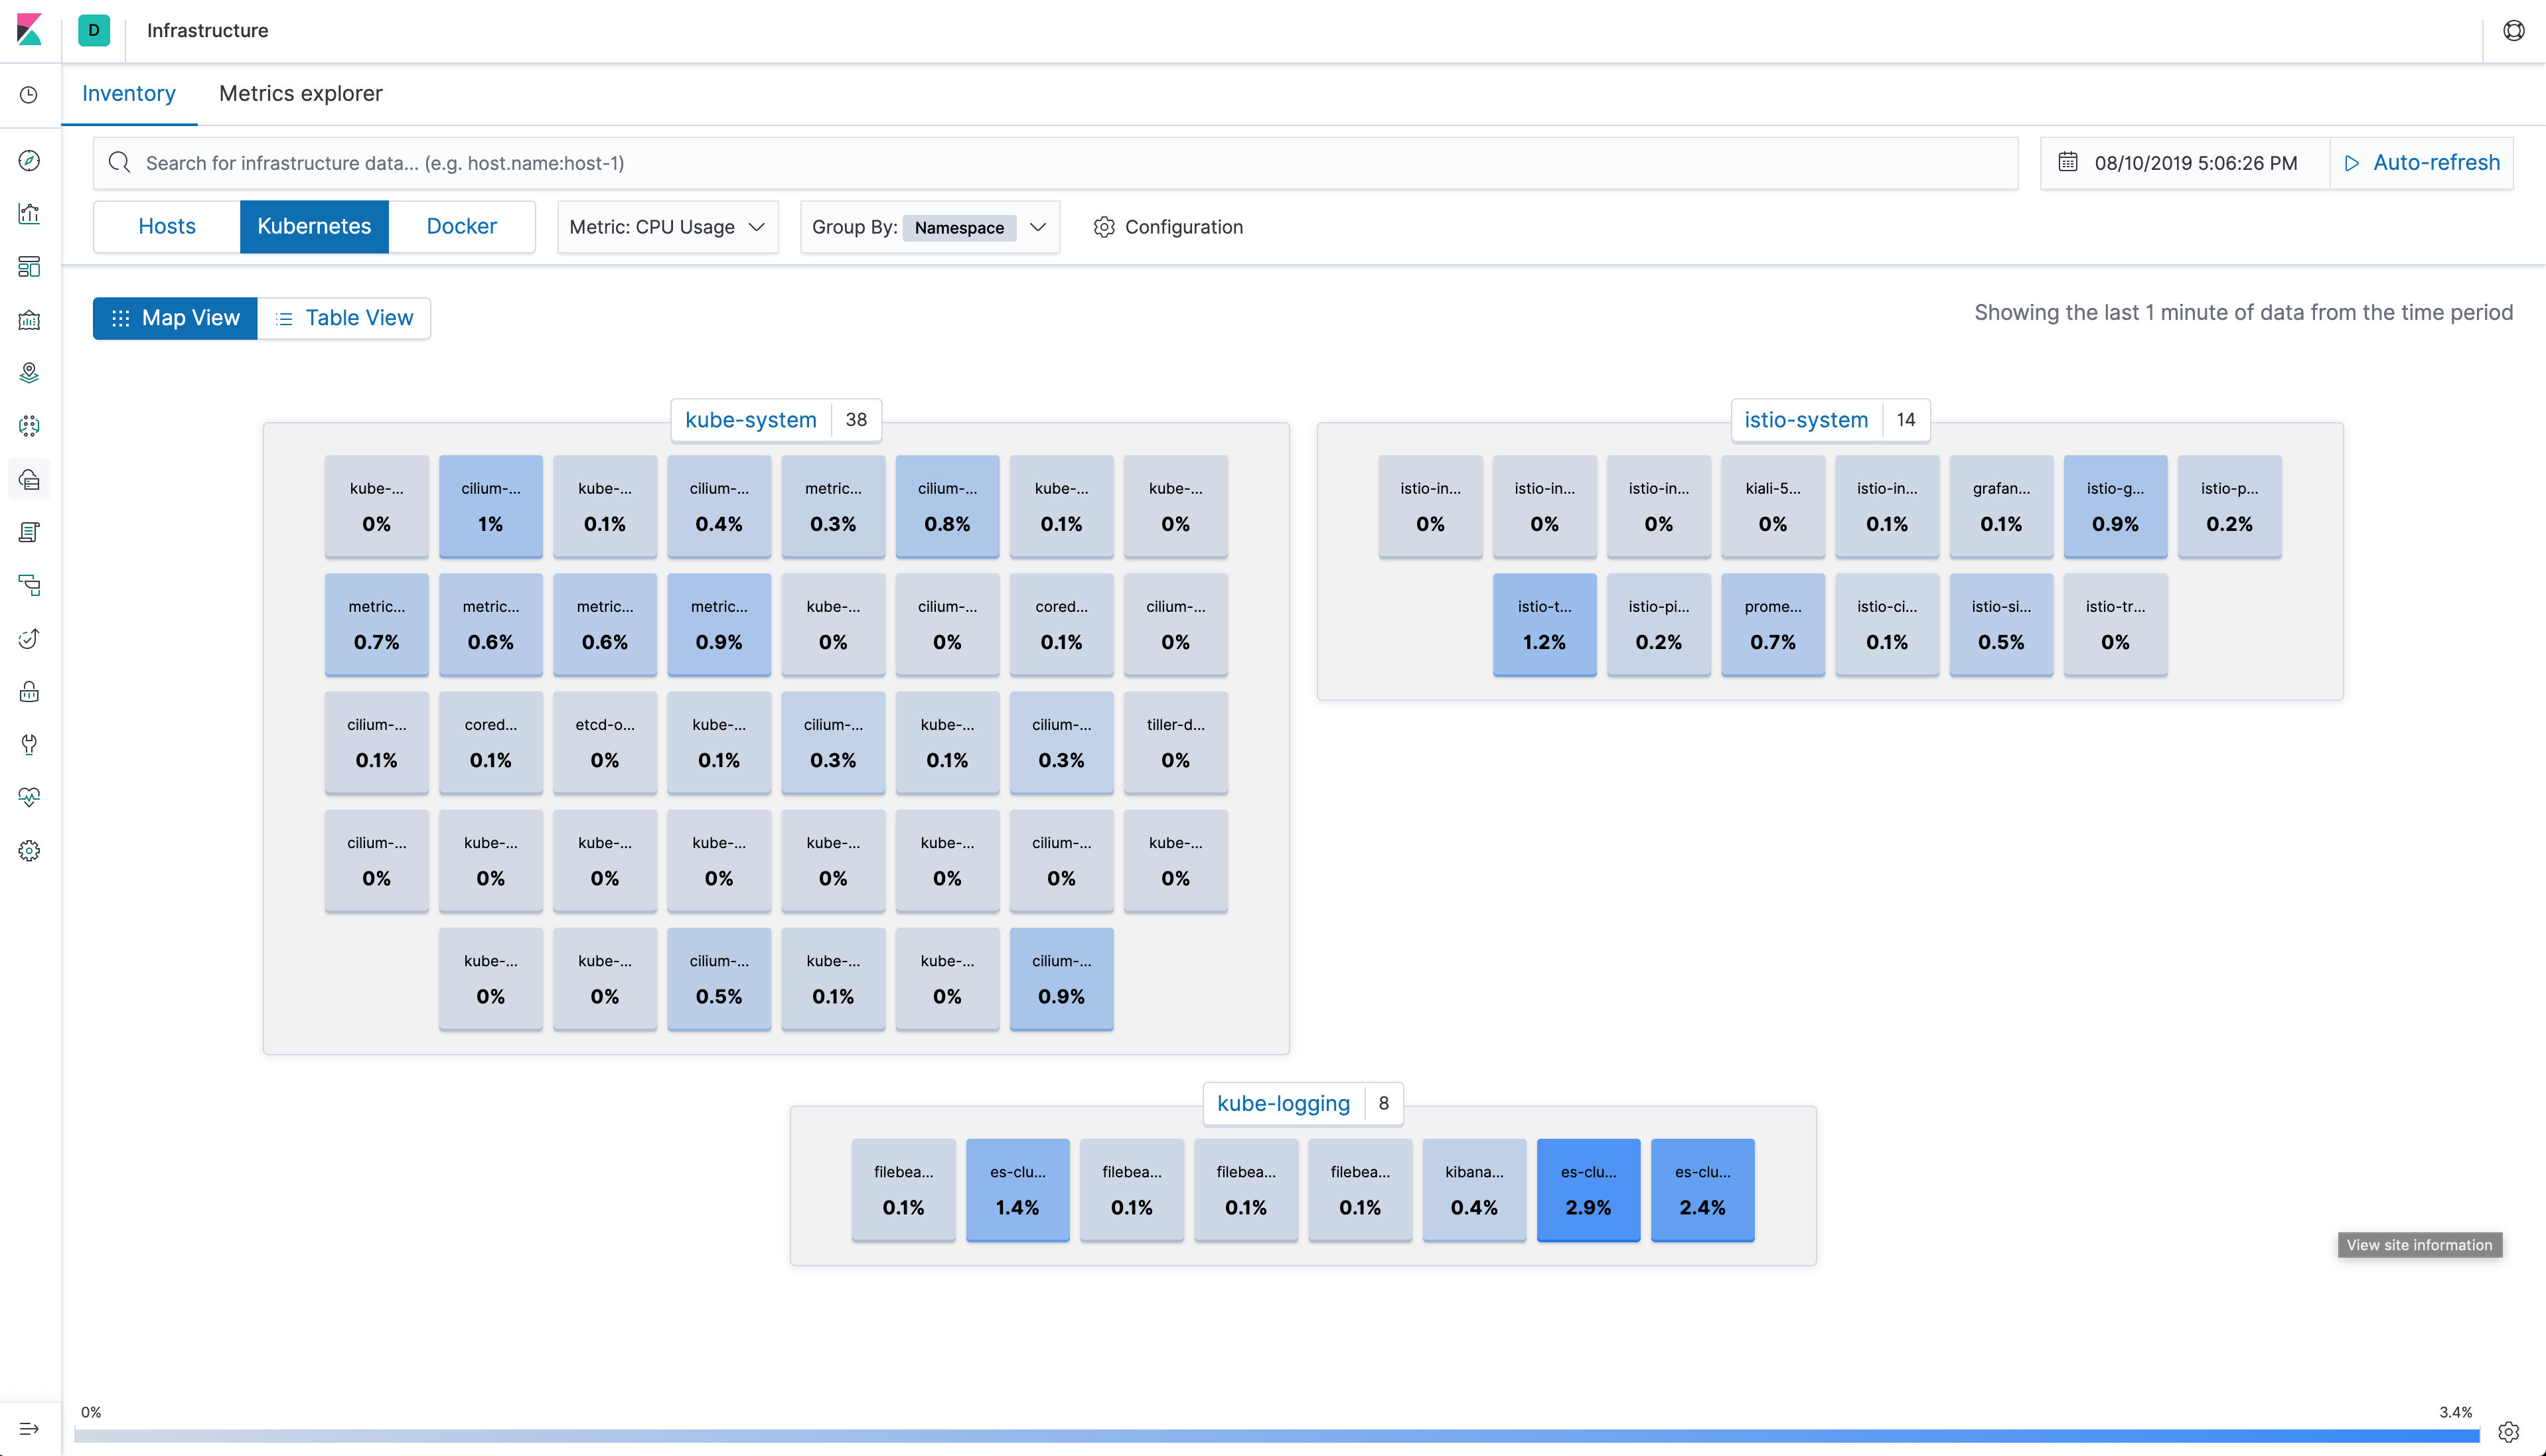 D Infrastructure
Inventory Metrics explorer
Search for infrastructure data... (e.g. host.name:host-1) 08/10/2019 5:06:26 PM Auto-refresh
Hosts Kubernetes Docker Metric: CPU Usage Group By: Namespace Configuration
Map View Table View Showing the last 1 minute of data from the time period
kube-system 38
kube-... cilium-... kube-... cilium-... metric... cilium-... kube-... kube-...
0% 1% 0.1% 0.4% 0.3% 0.8% 0.1% 0%
metric... metric... metric... metric... kube-... cilium-... cored... cilium-...
0.7% 0.6% 0.6% 0.9% 0% 0% 0.1% 0%
cilium-... cored... etcd-o... kube-... cilium-... kube-... cilium-... tiller-d...
0.1% 0.1% 0% 0.1% 0.3% 0.1% 0.3% 0%
cilium-... kube-... kube-... kube-... kube-... kube-... cilium-... kube-...
0% 0% 0% 0% 0% 0% 0% 0%
kube-... kube-... cilium-... kube-... kube-... cilium-...
0% 0% 0.5% 0.1% 0% 0.9%
istio-system 14
istio-in... istio-in... istio-in... kiali-5... istio-in... grafan... istio-g... istio-p...
0% 0% 0% 0% 0.1% 0.1% 0.9% 0.2%
istio-t... istio-pi... prome... istio-ci... istio-si... istio-tr...
1.2% 0.2% 0.7% 0.1% 0.5% 0%
kube-logging 8
filebea... es-clu... filebea... filebea... filebea... kibana... es-clu... es-clu...
0.1% 1.4% 0.1% 0.1% 0.1% 0.4% 2.9% 2.4%
View site information
0% 3.4%